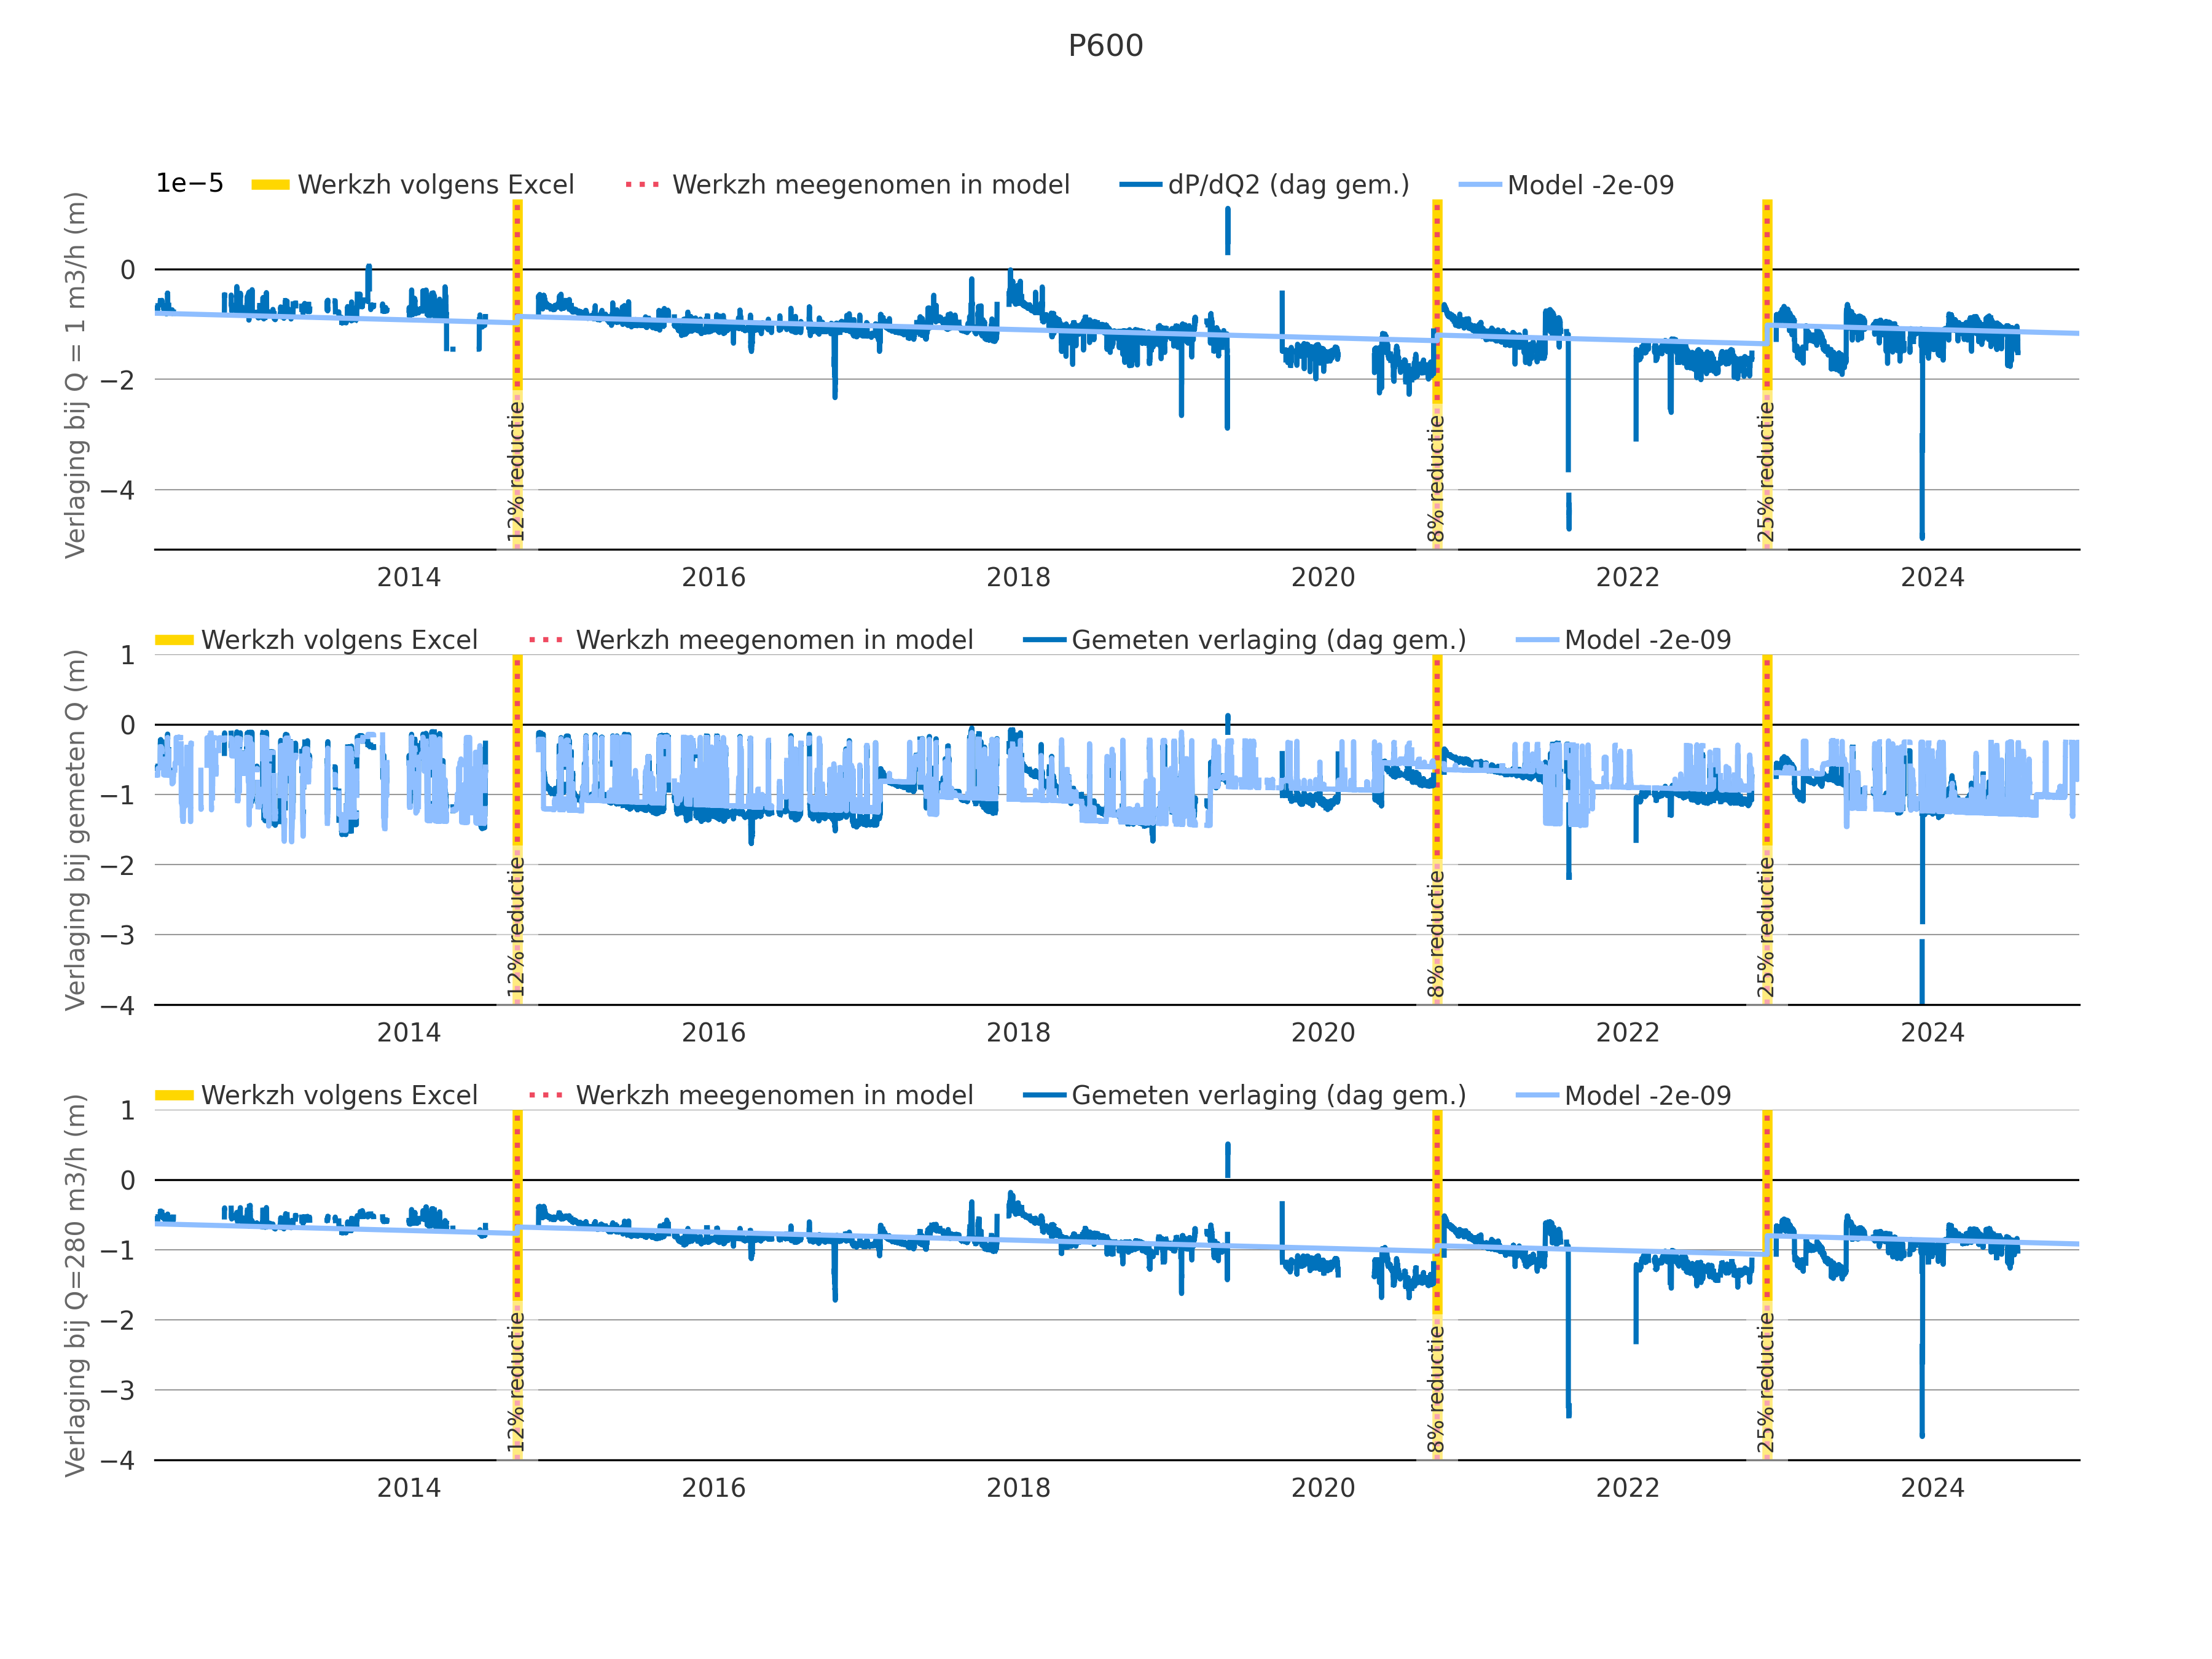 P600
1e−5
Werkzh volgens Excel
Werkzh meegenomen in model
dP/dQ2 (dag gem.)
Model -2e-09
Verlaging bij Q = 1 m3/h (m)
0
−2
−4
12% reductie
8% reductie
25% reductie
2014
2016
2018
2020
2022
2024
Werkzh volgens Excel
Werkzh meegenomen in model
Gemeten verlaging (dag gem.)
Model -2e-09
Verlaging bij gemeten Q (m)
1
0
−1
−2
−3
−4
12% reductie
8% reductie
25% reductie
2014
2016
2018
2020
2022
2024
Werkzh volgens Excel
Werkzh meegenomen in model
Gemeten verlaging (dag gem.)
Model -2e-09
Verlaging bij Q=280 m3/h (m)
1
0
−1
−2
−3
−4
12% reductie
8% reductie
25% reductie
2014
2016
2018
2020
2022
2024